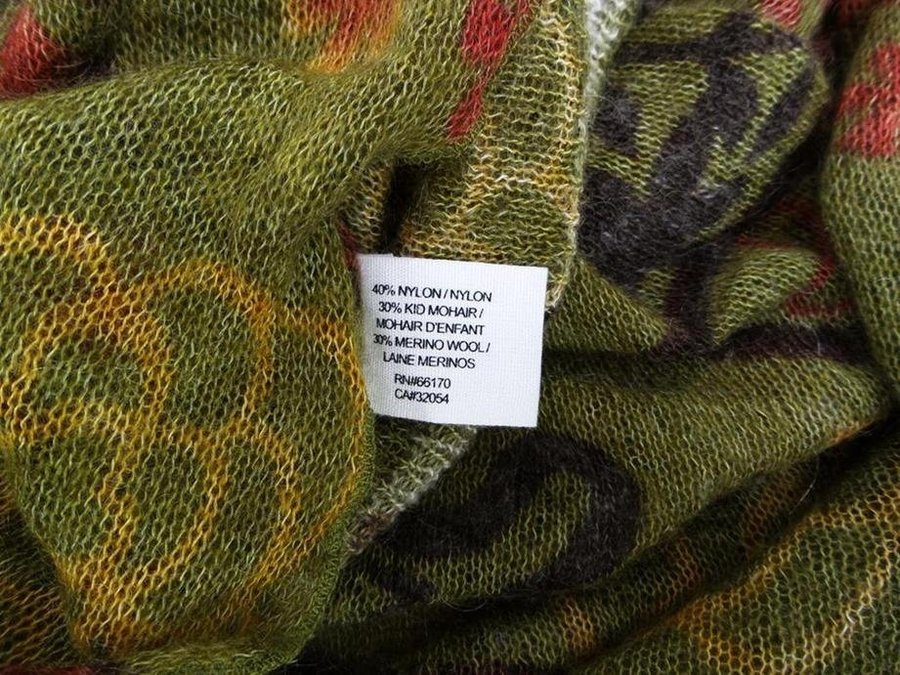 40% NYLON / NYLON
30% KID MOHAIR /
MOHAIR D'ENFANT
30% MERINO WOOL /
LAINE MERINOS
RN#66170
CA#32054